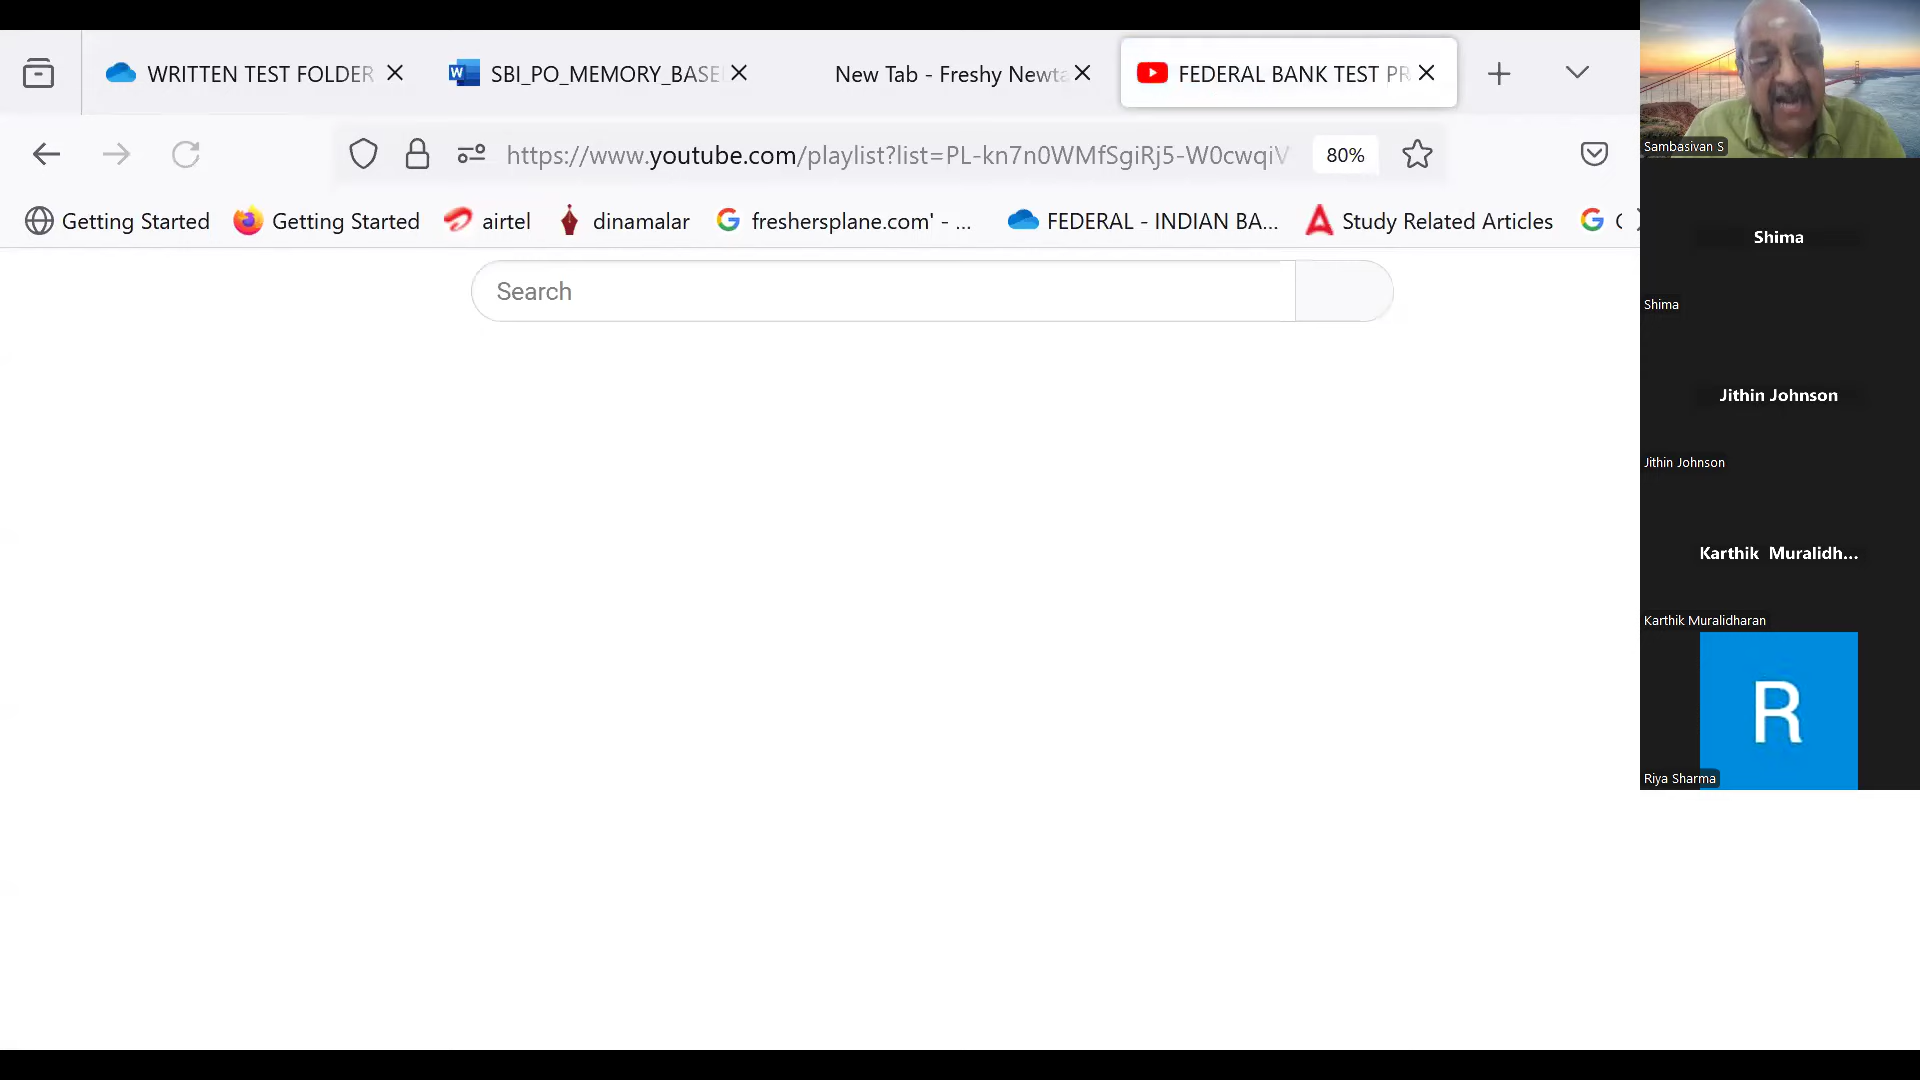 WRITTEN TEST FOLDER
SBI_PO_MEMORY_BASE
New Tab - Freshy Newta
FEDERAL BANK TEST PR
https://www.youtube.com/playlist?list=PL-kn7n0WMfSgiRj5-W0cwqiV
80%
Getting Started
Getting Started
airtel
dinamalar
freshersplane.com' - ...
FEDERAL - INDIAN BA...
Study Related Articles
Search
Sambasivan S
Shima
Shima
Jithin Johnson
Jithin Johnson
Karthik Muralidh...
Karthik Muralidharan
R
Riya Sharma